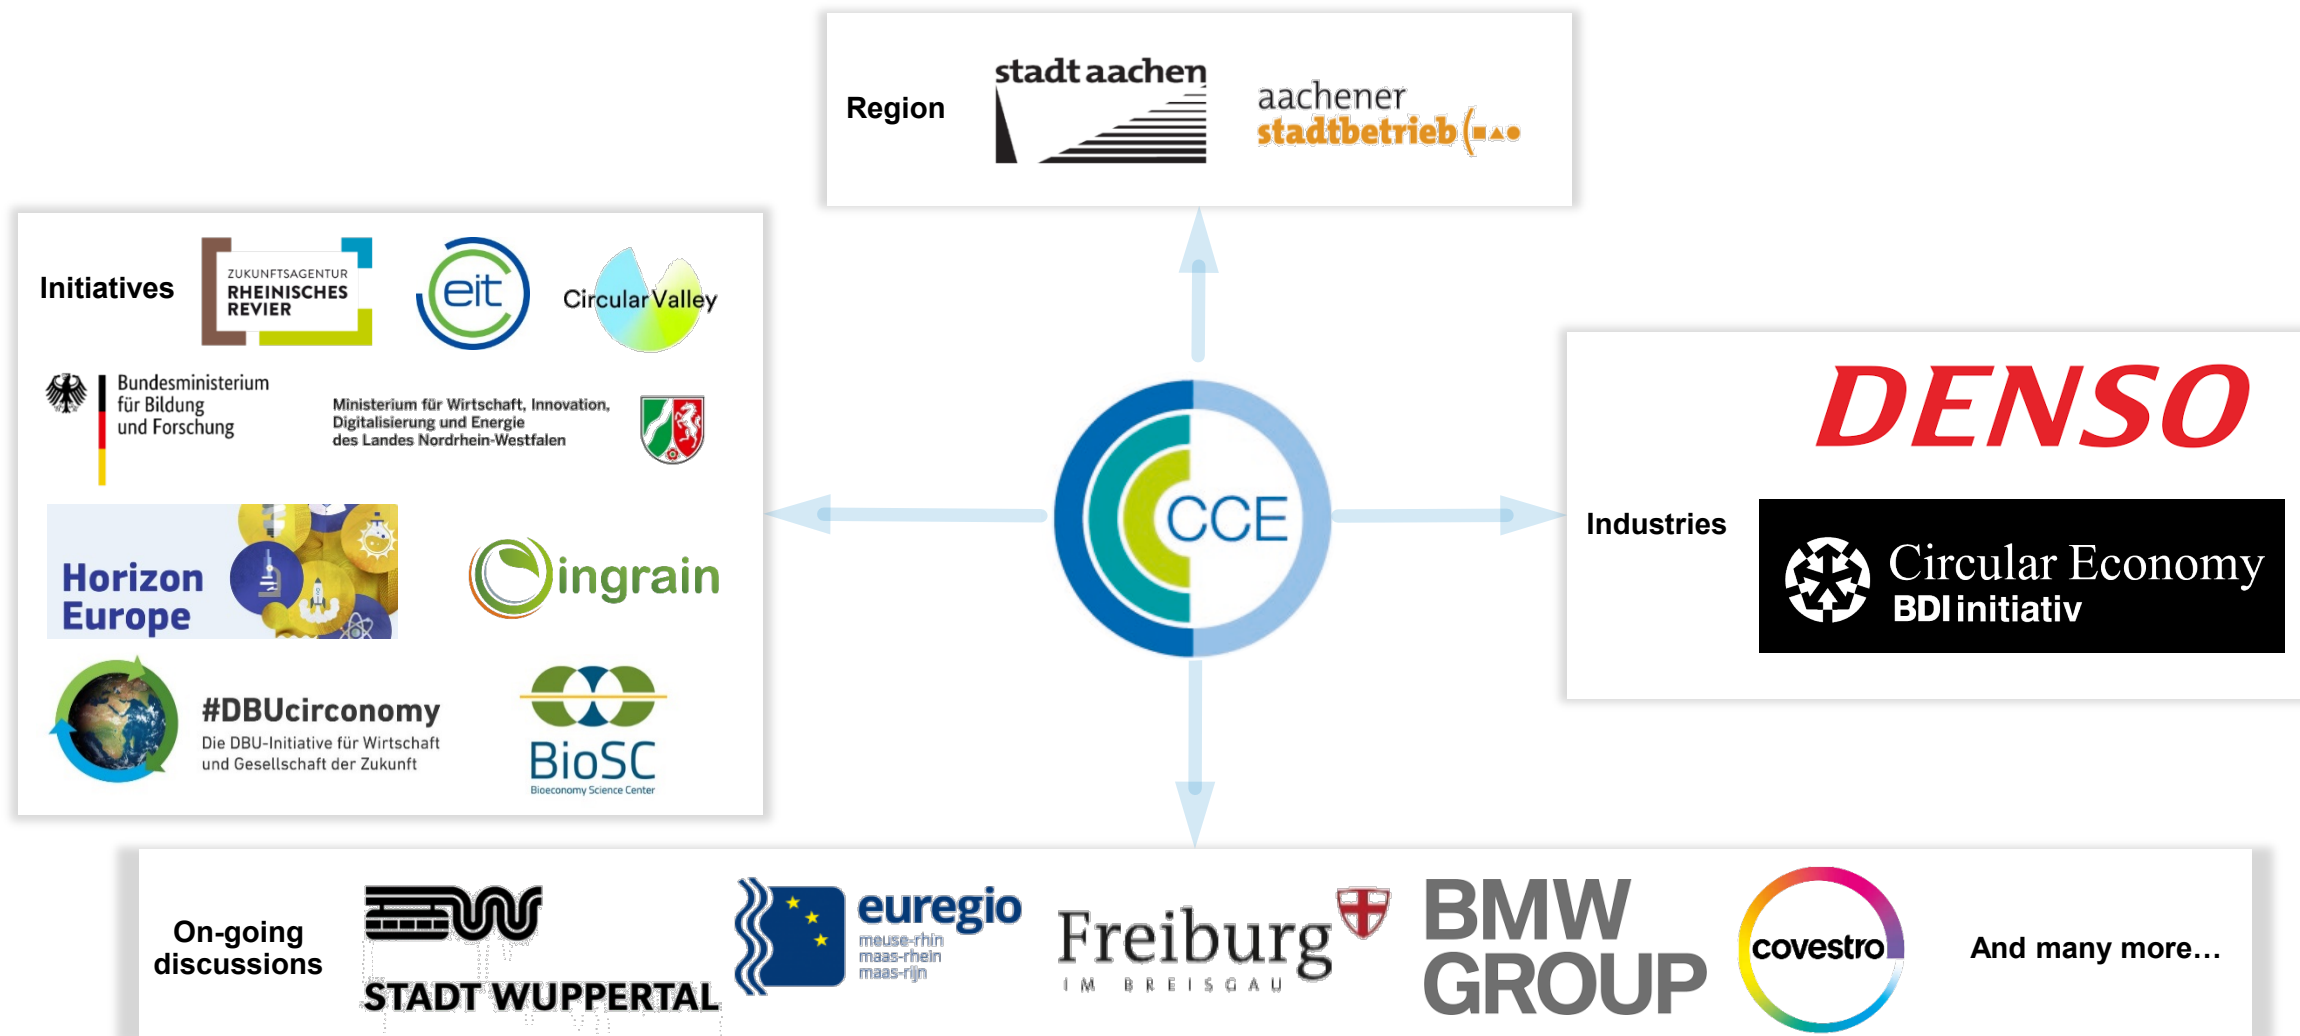 Region
stadt aachen
aachener
stadtbetrieb
Initiatives
ZUKUNFTSAGENTUR
RHEINISCHES
REVIER
eit
Circular Valley
Bundesministerium
für Bildung
und Forschung
Ministerium für Wirtschaft, Innovation,
Digitalisierung und Energie
des Landes Nordrhein-Westfalen
Horizon
Europe
ingrain
#DBUcirconomy
Die DBU-Initiative für Wirtschaft
und Gesellschaft der Zukunft
BioSC
Bioeconomy Science Center
CCE
Industries
DENSO
Circular Economy
BDI initiativ
On-going
discussions
STADT WUPPERTAL
euregio
meuse-rhin
maas-rhein
maas-rijn
Freiburg
IM BREISGAU
BMW
GROUP
covestro
And many more…